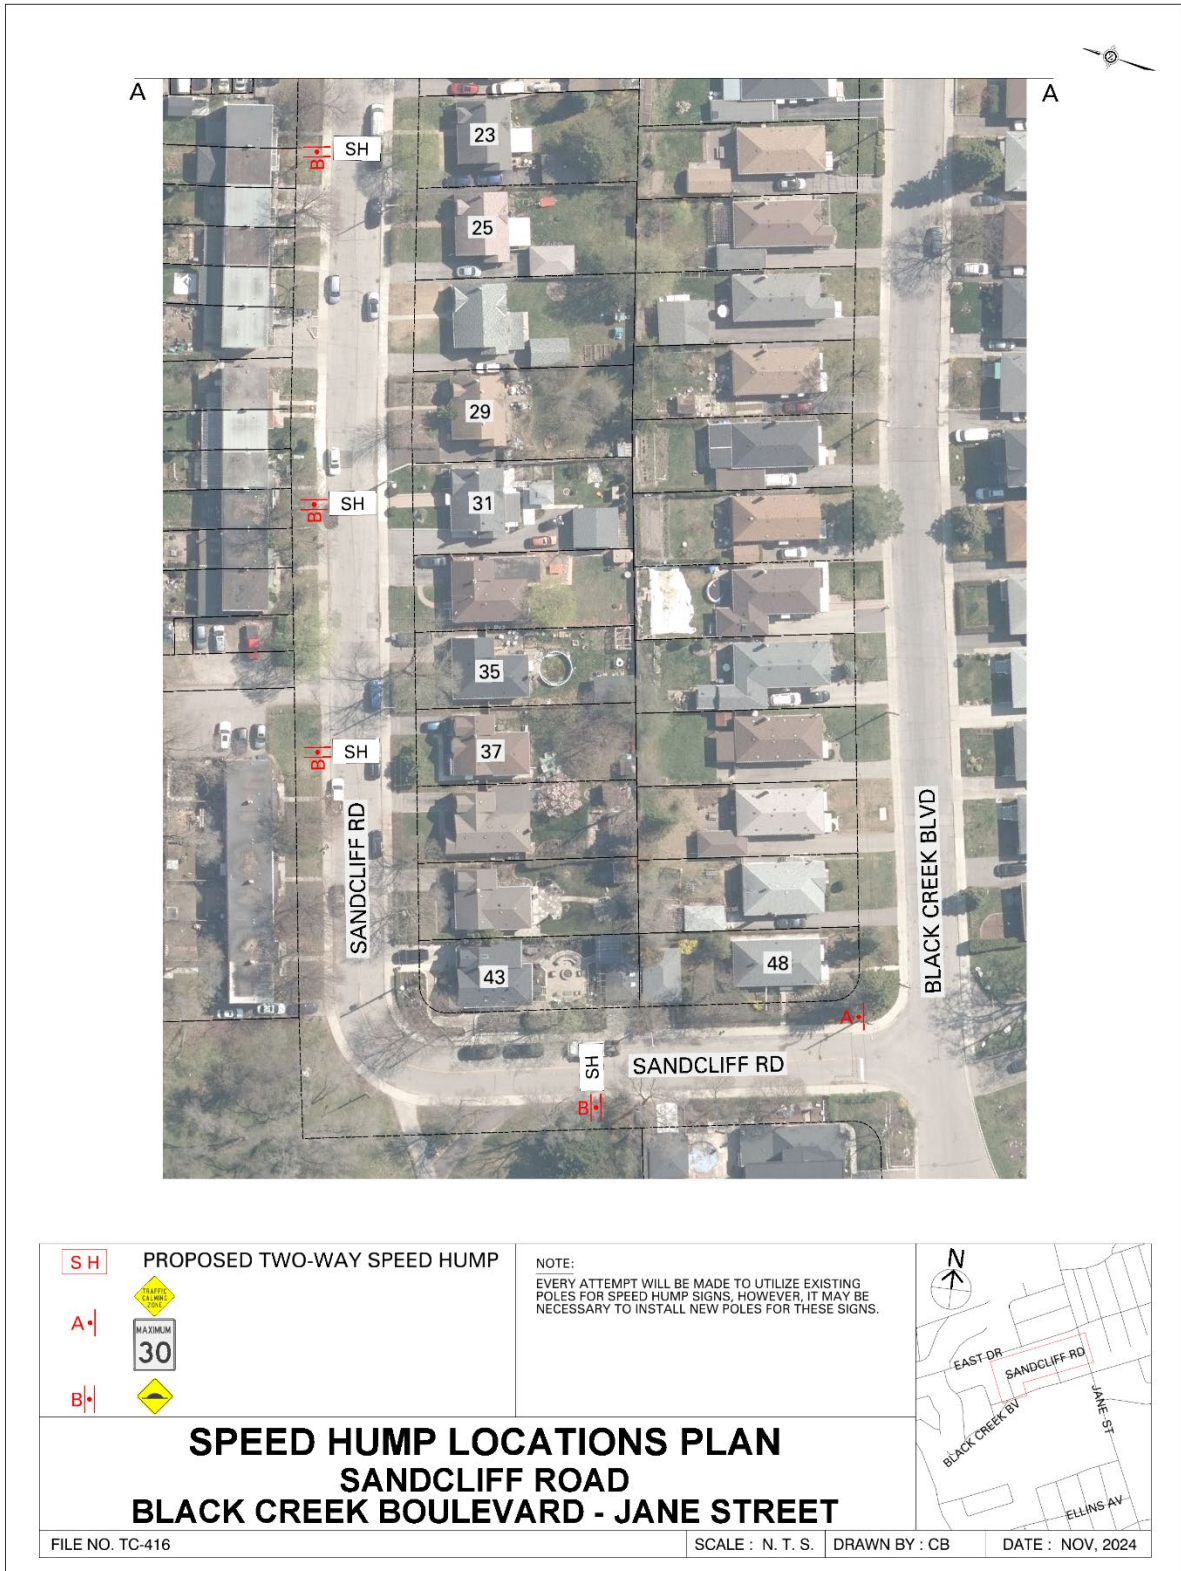 A
A
23
B
SH
25
29
31
B
SH
35
37
B
SH
SANDCLIFF RD
BLACK CREEK BLVD
43
48
A
SH
SANDCLIFF RD
B
SH
PROPOSED TWO-WAY SPEED HUMP
TRAFFIC
CALMING
ZONE
A
MAXIMUM
30
B
NOTE:
EVERY ATTEMPT WILL BE MADE TO UTILIZE EXISTING
POLES FOR SPEED HUMP SIGNS, HOWEVER, IT MAY BE
NECESSARY TO INSTALL NEW POLES FOR THESE SIGNS.
N
EAST DR
SANDCLIFF RD
JANE ST
BLACK CREEK BV
ELLINS AV
SPEED HUMP LOCATIONS PLAN
SANDCLIFF ROAD
BLACK CREEK BOULEVARD - JANE STREET
FILE NO. TC-416
SCALE : N. T. S.
DRAWN BY : CB
DATE : NOV, 2024